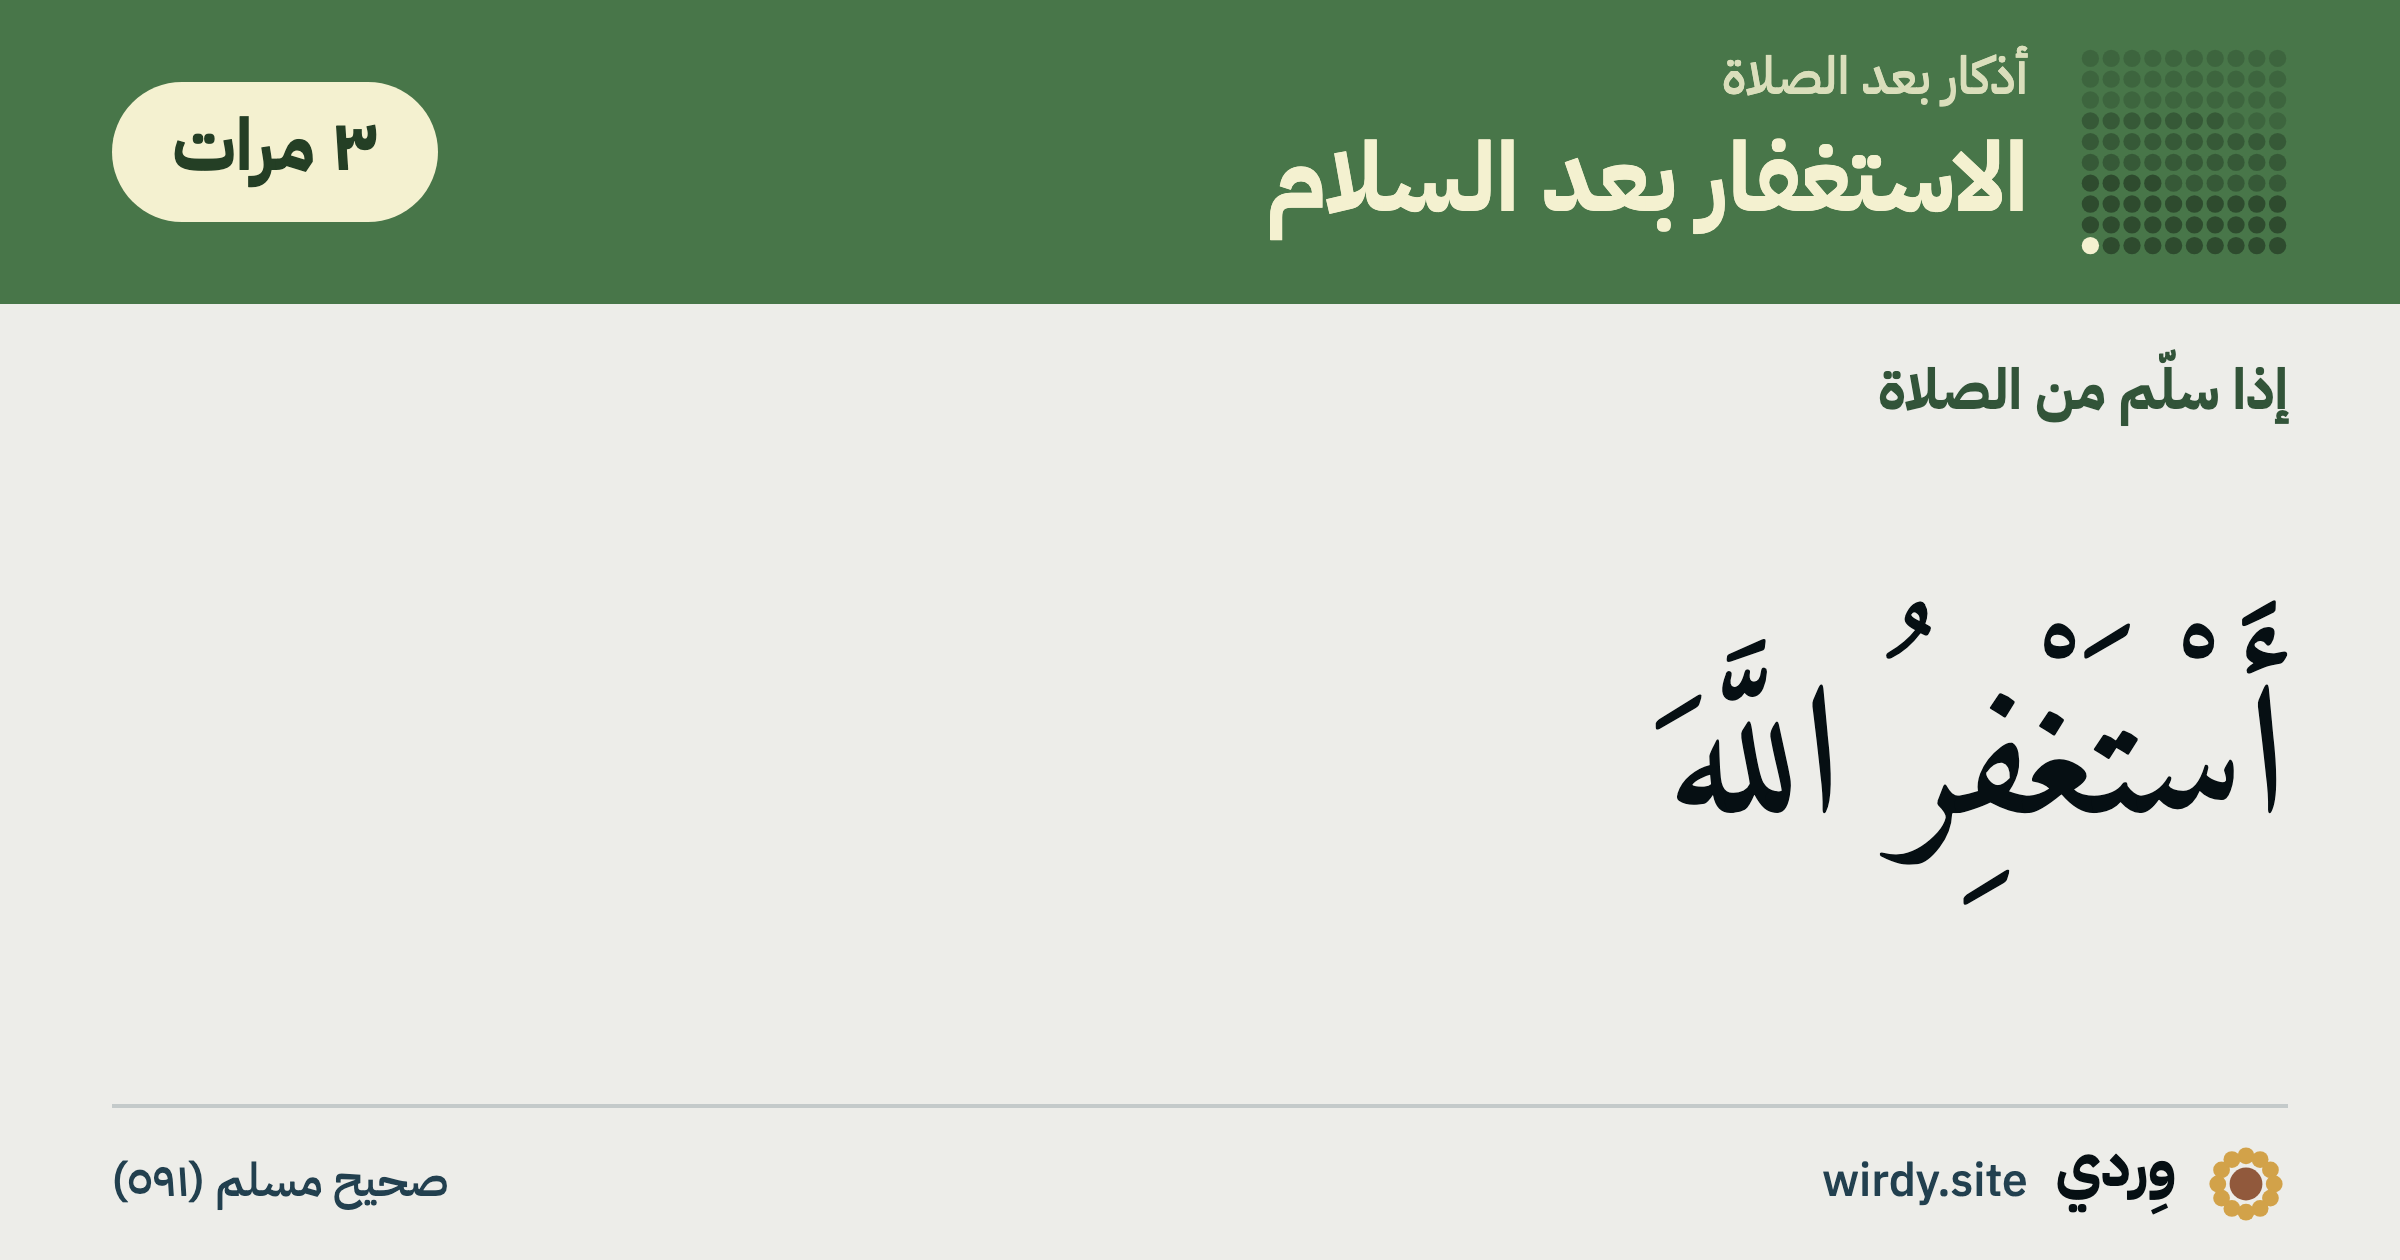 أذكار بعد الصلاة
الاستغفار بعد السلام
٣ مرات
إذا سلّم من الصلاة
أَسْتَغْفِرُ اللَّهَ
وِردي wirdy.site
صحيح مسلم (٥٩١)